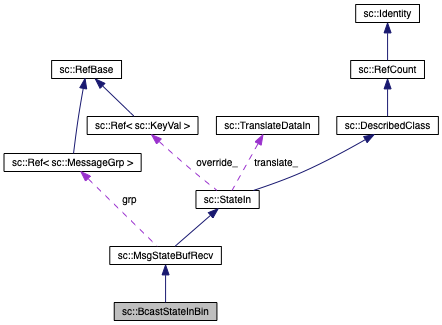 sc::Identity
sc::RefBase
sc::RefCount
sc::Ref< sc::KeyVal >
sc::TranslateDataIn
sc::DescribedClass
sc::Ref< sc::MessageGrp >
override_
translate_
grp
sc::StateIn
sc::MsgStateBufRecv
sc::BcastStateInBin